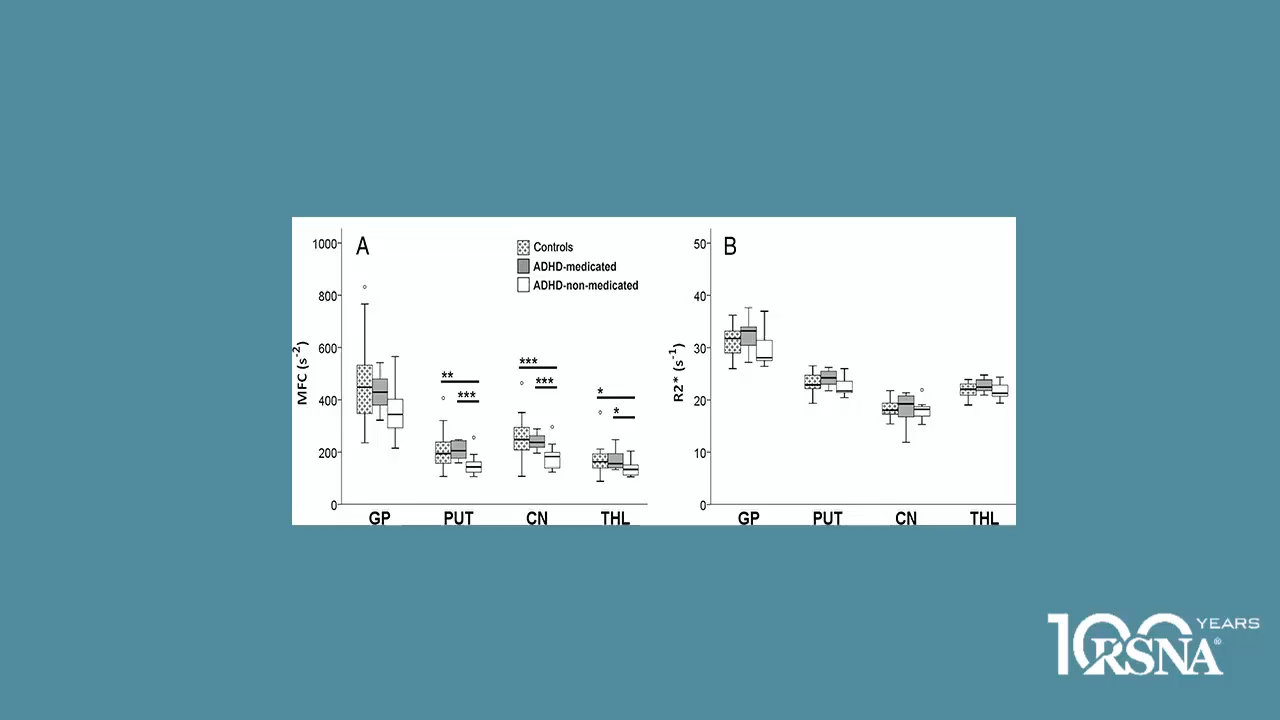 A
1000
800
600
400
200
0
MFC (s⁻²)
Controls
ADHD-medicated
ADHD-non-medicated
**
***
***
***
*
*
GP PUT CN THL
B
50
40
30
20
10
0
R2* (s⁻¹)
GP PUT CN THL
100 YEARS
RSNA®